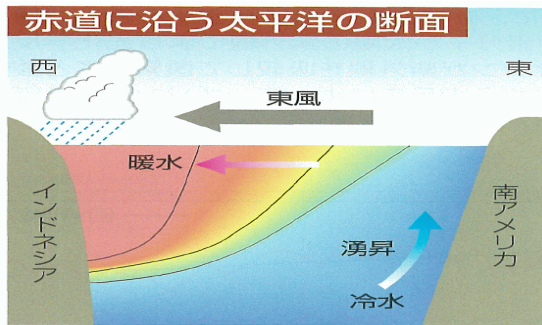 赤道に沿う太平洋の断面
西
東
東風
暖水
インドネシア
南アメリカ
湧昇
冷水